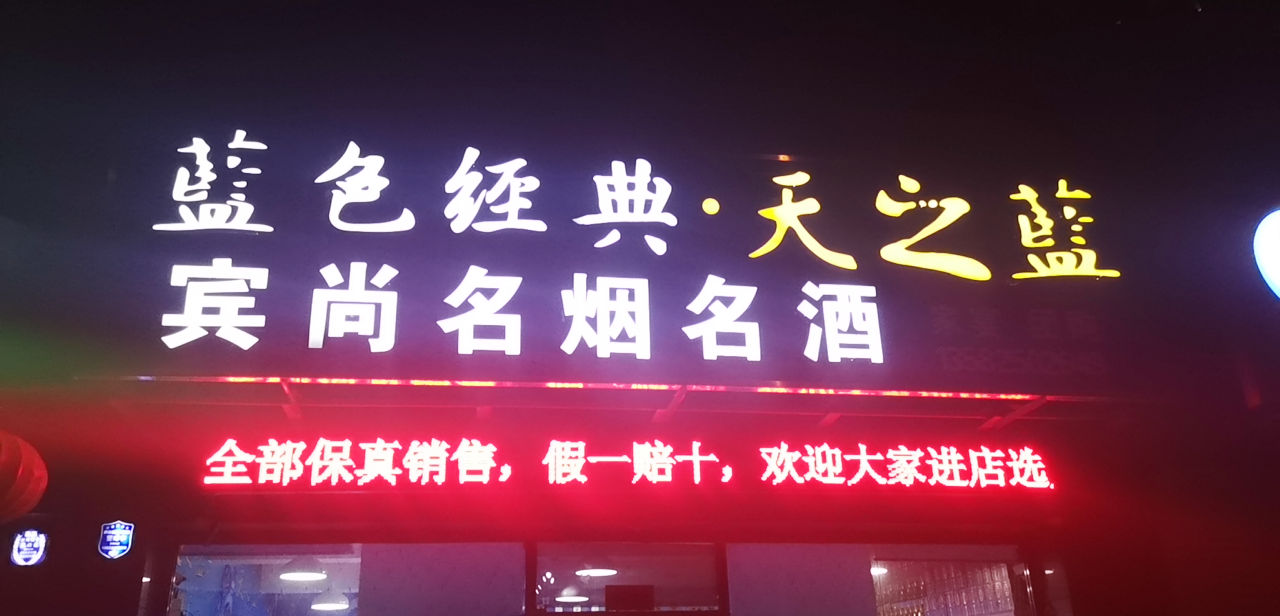 藍色经典·天之藍
宾尚名烟名酒
全部保真销售，假一赔十，欢迎大家进店选